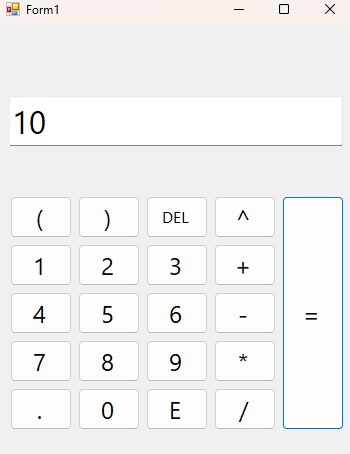 Form1
10
( ) DEL ^
1 2 3 +
4 5 6 - =
7 8 9 *
. 0 E /